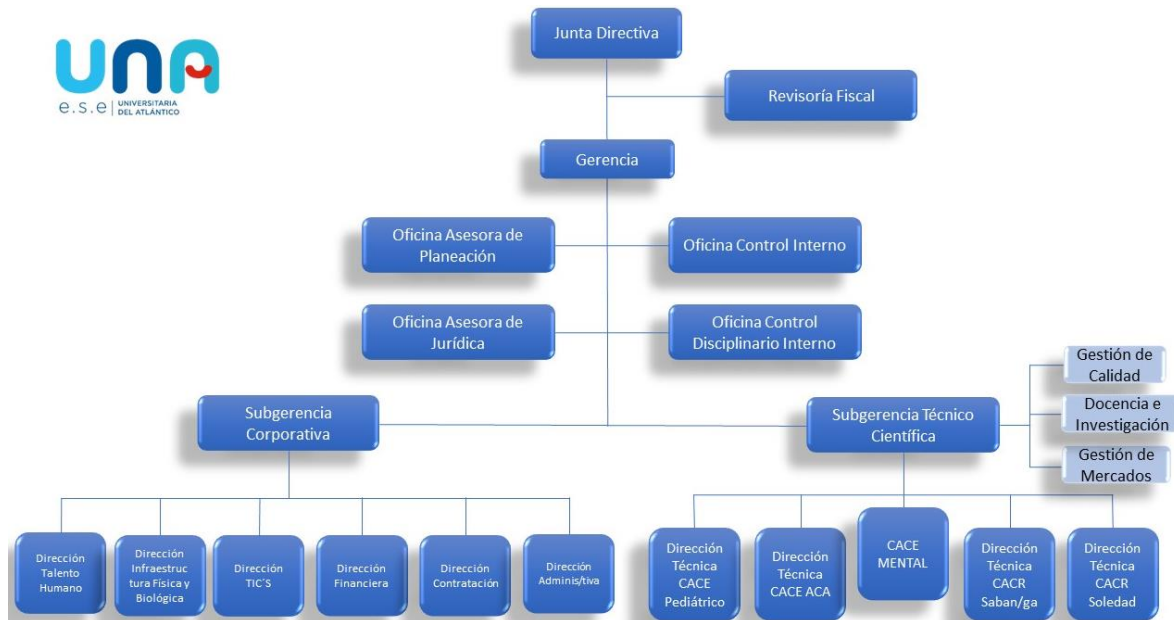 UNA
e.s.e
UNIVERSITARIA
DEL ATLÁNTICO
Junta Directiva
Revisoría Fiscal
Gerencia
Oficina Asesora de
Planeación
Oficina Control Interno
Oficina Asesora de
Jurídica
Oficina Control
Disciplinario Interno
Subgerencia
Corporativa
Subgerencia Técnico
Científica
Gestión de
Calidad
Docencia e
Investigación
Gestión de
Mercados
Dirección
Talento
Humano
Dirección
Infraestruc
tura Física y
Biológica
Dirección
TIC´S
Dirección
Financiera
Dirección
Contratación
Dirección
Adminis/tiva
Dirección
Técnica
CACE
Pediátrico
Dirección
Técnica
CACE ACA
CACE
MENTAL
Dirección
Técnica
CACR
Saban/ga
Dirección
Técnica
CACR
Soledad